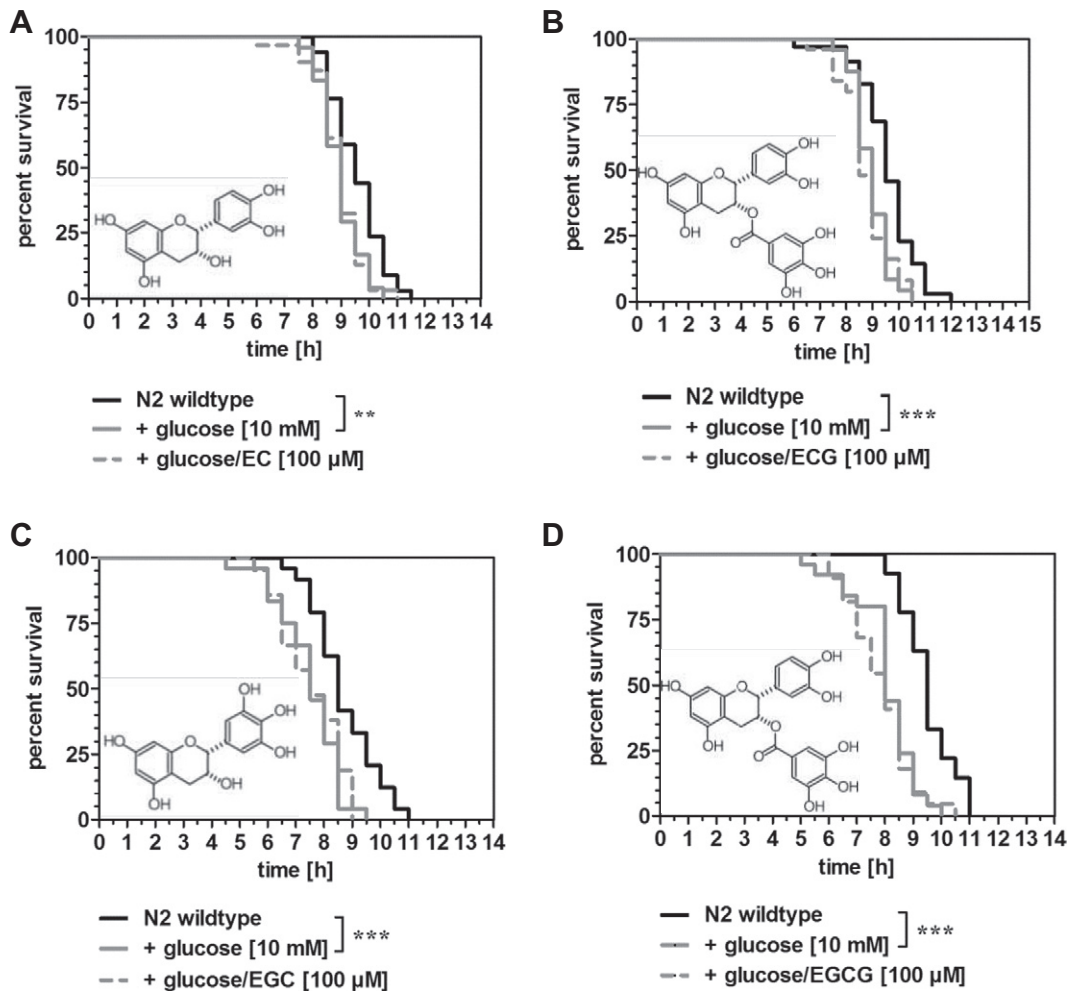 A
percent survival
100
75
50
25
0
0 1 2 3 4 5 6 7 8 9 10 11 12 13 14
time [h]
HO
O
OH
OH
OH
OH
N2 wildtype
+ glucose [10 mM]
**
+ glucose/EC [100 µM]
B
percent survival
100
75
50
25
0
0 1 2 3 4 5 6 7 8 9 10 11 12 13 14 15
time [h]
OH
HO
O
OH
OH
O
O
OH
OH
OH
N2 wildtype
+ glucose [10 mM]
***
+ glucose/ECG [100 µM]
C
percent survival
100
75
50
25
0
0 1 2 3 4 5 6 7 8 9 10 11 12 13 14
time [h]
OH
OH
HO
O
OH
OH
OH
N2 wildtype
+ glucose [10 mM]
***
+ glucose/EGC [100 µM]
D
percent survival
100
75
50
25
0
0 1 2 3 4 5 6 7 8 9 10 11 12 13 14
time [h]
OH
HO
O
OH
OH
O
O
OH
OH
OH
N2 wildtype
+ glucose [10 mM]
***
+ glucose/EGCG [100 µM]